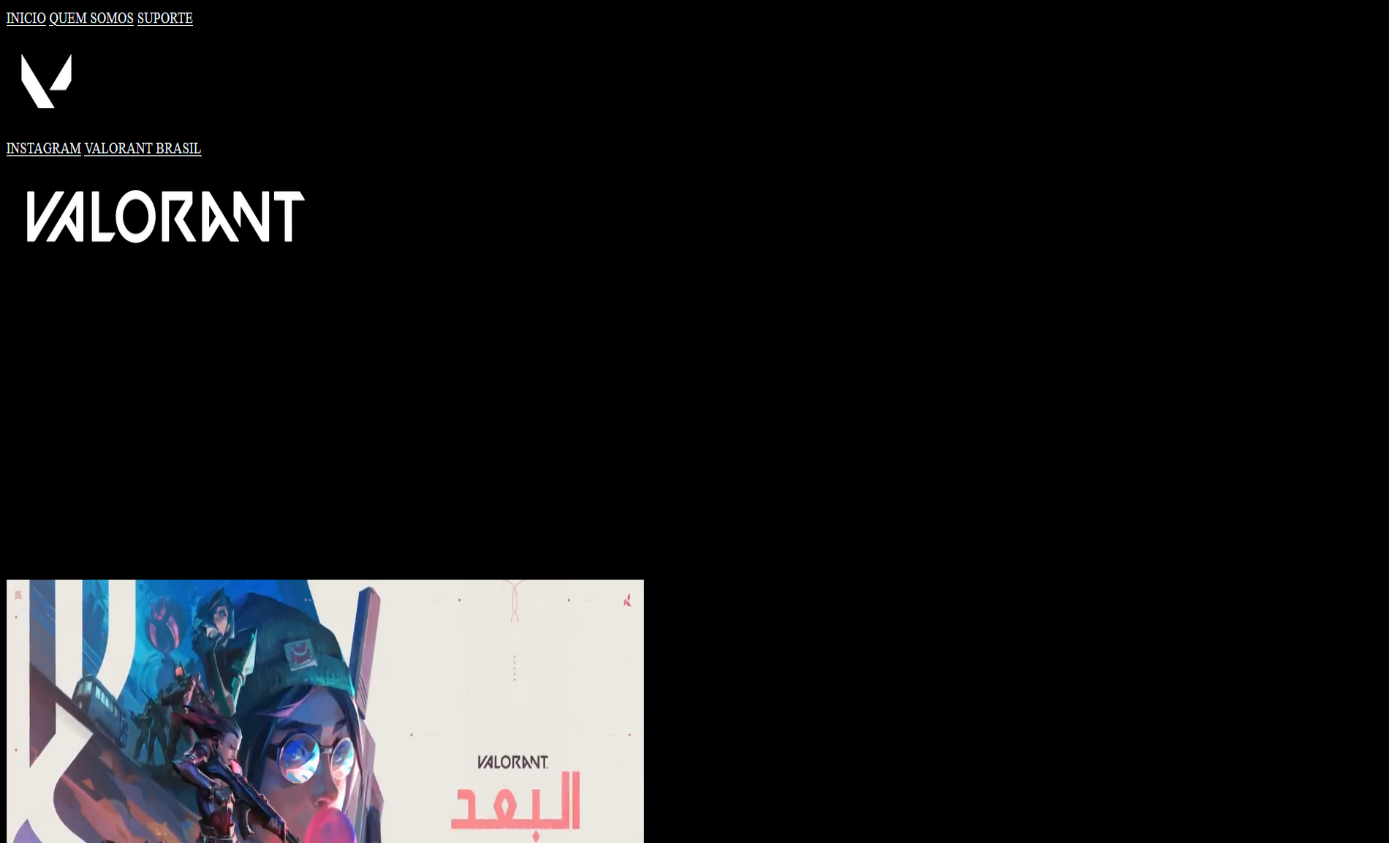 INICIO QUEM SOMOS SUPORTE
INSTAGRAM VALORANT BRASIL
VALORANT
VALORANT
البعد